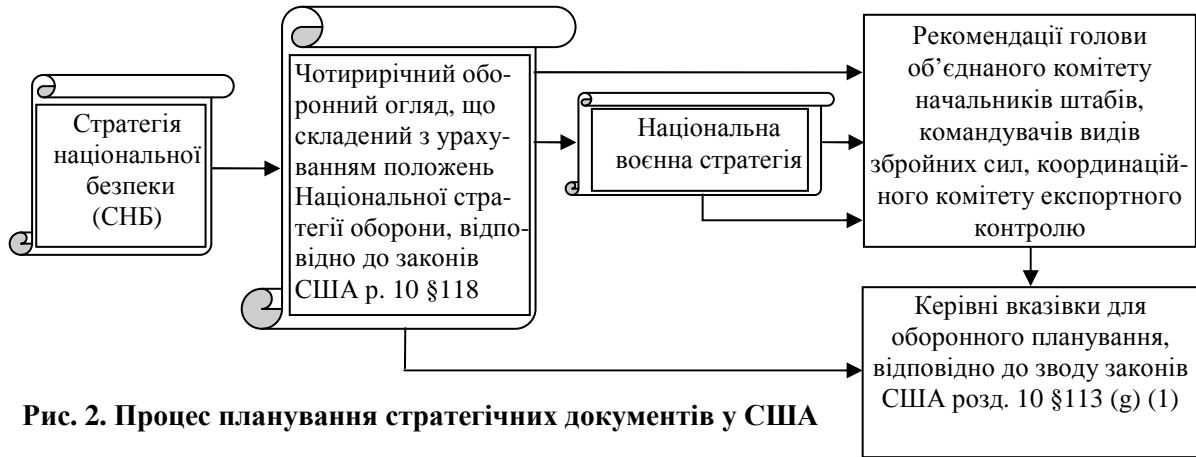 Стратегія
національної
безпеки
(СНБ)
Чотирирічний обо-
ронний огляд, що
складений зураху-
ванням положень
Національної стра-
тегії оборони, відпо-
відно до законів
США р. 10 §118
Національна
воєнна стратегія
Рекомендації голови
об’єднаного комітету
начальників штабів,
командувачів видів
збройних сил, координацій-
ного комітету експортного
контролю
Керівні вказівки для
оборонного планування,
відповідно до зводу законів
США розд. 10 §113 (g) (1)
Рис. 2. Процес планування стратегічних документів у США